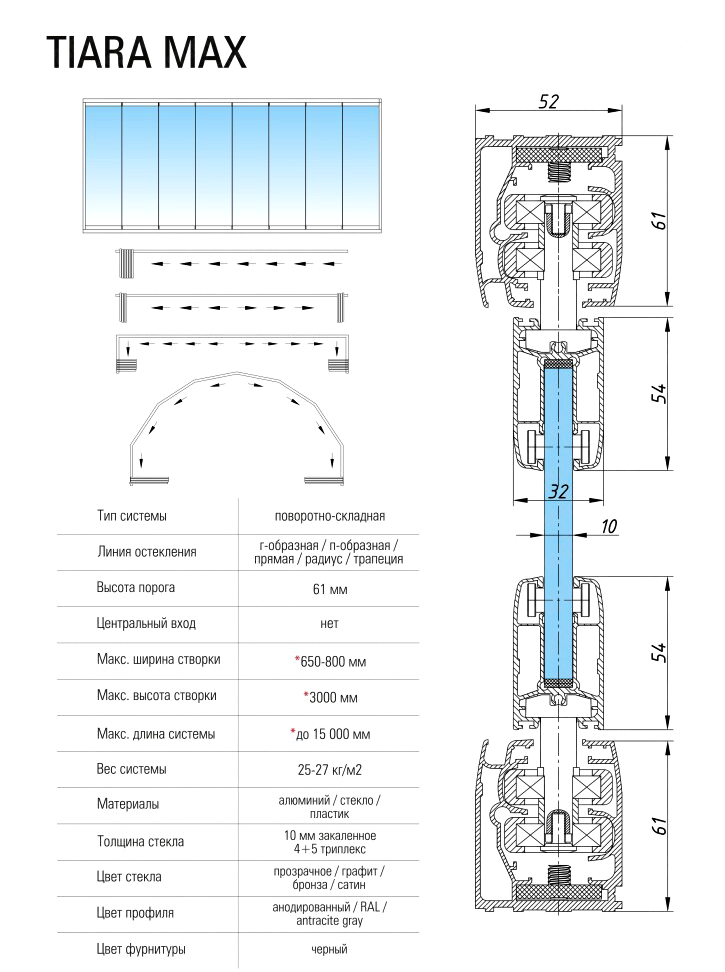 TIARA MAX
52
61
54
32
10
54
61
Тип системы
поворотно-складная
Линия остекления
г-образная / п-образная /
прямая / радиус / трапеция
Высота порога
61 мм
Центральный вход
нет
Макс. ширина створки
*650-800 мм
Макс. высота створки
*3000 мм
Макс. длина системы
*до 15 000 мм
Вес системы
25-27 кг/м2
Материалы
алюминий / стекло /
пластик
Толщина стекла
10 мм закаленное
4+5 триплекс
Цвет стекла
прозрачное / графит /
бронза / сатин
Цвет профиля
анодированный / RAL /
antracite gray
Цвет фурнитуры
черный